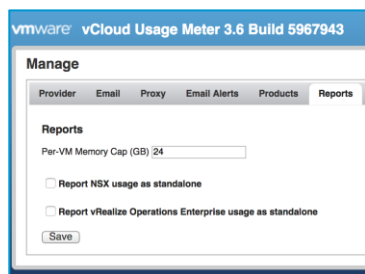 vmware vCloud Usage Meter 3.6 Build 5967943
Manage
Provider Email Proxy Email Alerts Products Reports
Reports
Per-VM Memory Cap (GB) 24
Report NSX usage as standalone
Report vRealize Operations Enterprise usage as standalone
Save